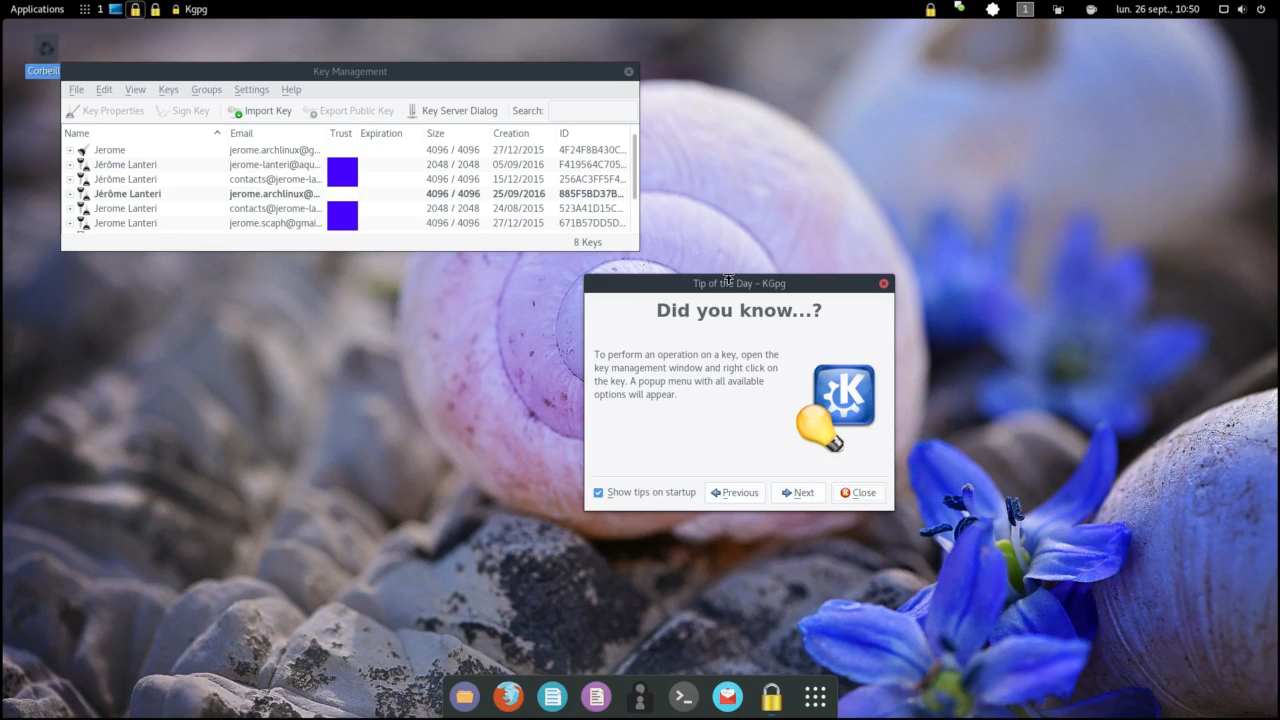 Applications 1 Kgpg 1 lun. 26 sept., 10:50
Corbeill
Key Management
File Edit View Keys Groups Settings Help
Key Properties Sign Key Import Key Export Public Key Key Server Dialog Search:
Name Email Trust Expiration Size Creation ID
Jerome jerome.archlinux@g... 4096 / 4096 27/12/2015 4F24F8B430C...
Jérôme Lanteri jerome-lanteri@aqu... 2048 / 2048 05/09/2016 F419564C705...
Jérôme Lanteri contacts@jerome-la... 4096 / 4096 15/12/2015 256AC3FF5F4...
Jérôme Lanteri jerome.archlinux@... 4096 / 4096 25/09/2016 885F5BD37B...
Jerome Lanteri contacts@jerome-la... 2048 / 2048 24/08/2015 523A41D15C...
Jerome Lanteri jerome.scaph@gmai... 4096 / 4096 27/12/2015 671B57DD5D...
8 Keys
Tip of the Day – KGpg
Did you know...?
To perform an operation on a key, open the
key management window and right click on
the key. A popup menu with all available
options will appear.
Show tips on startup Previous Next Close